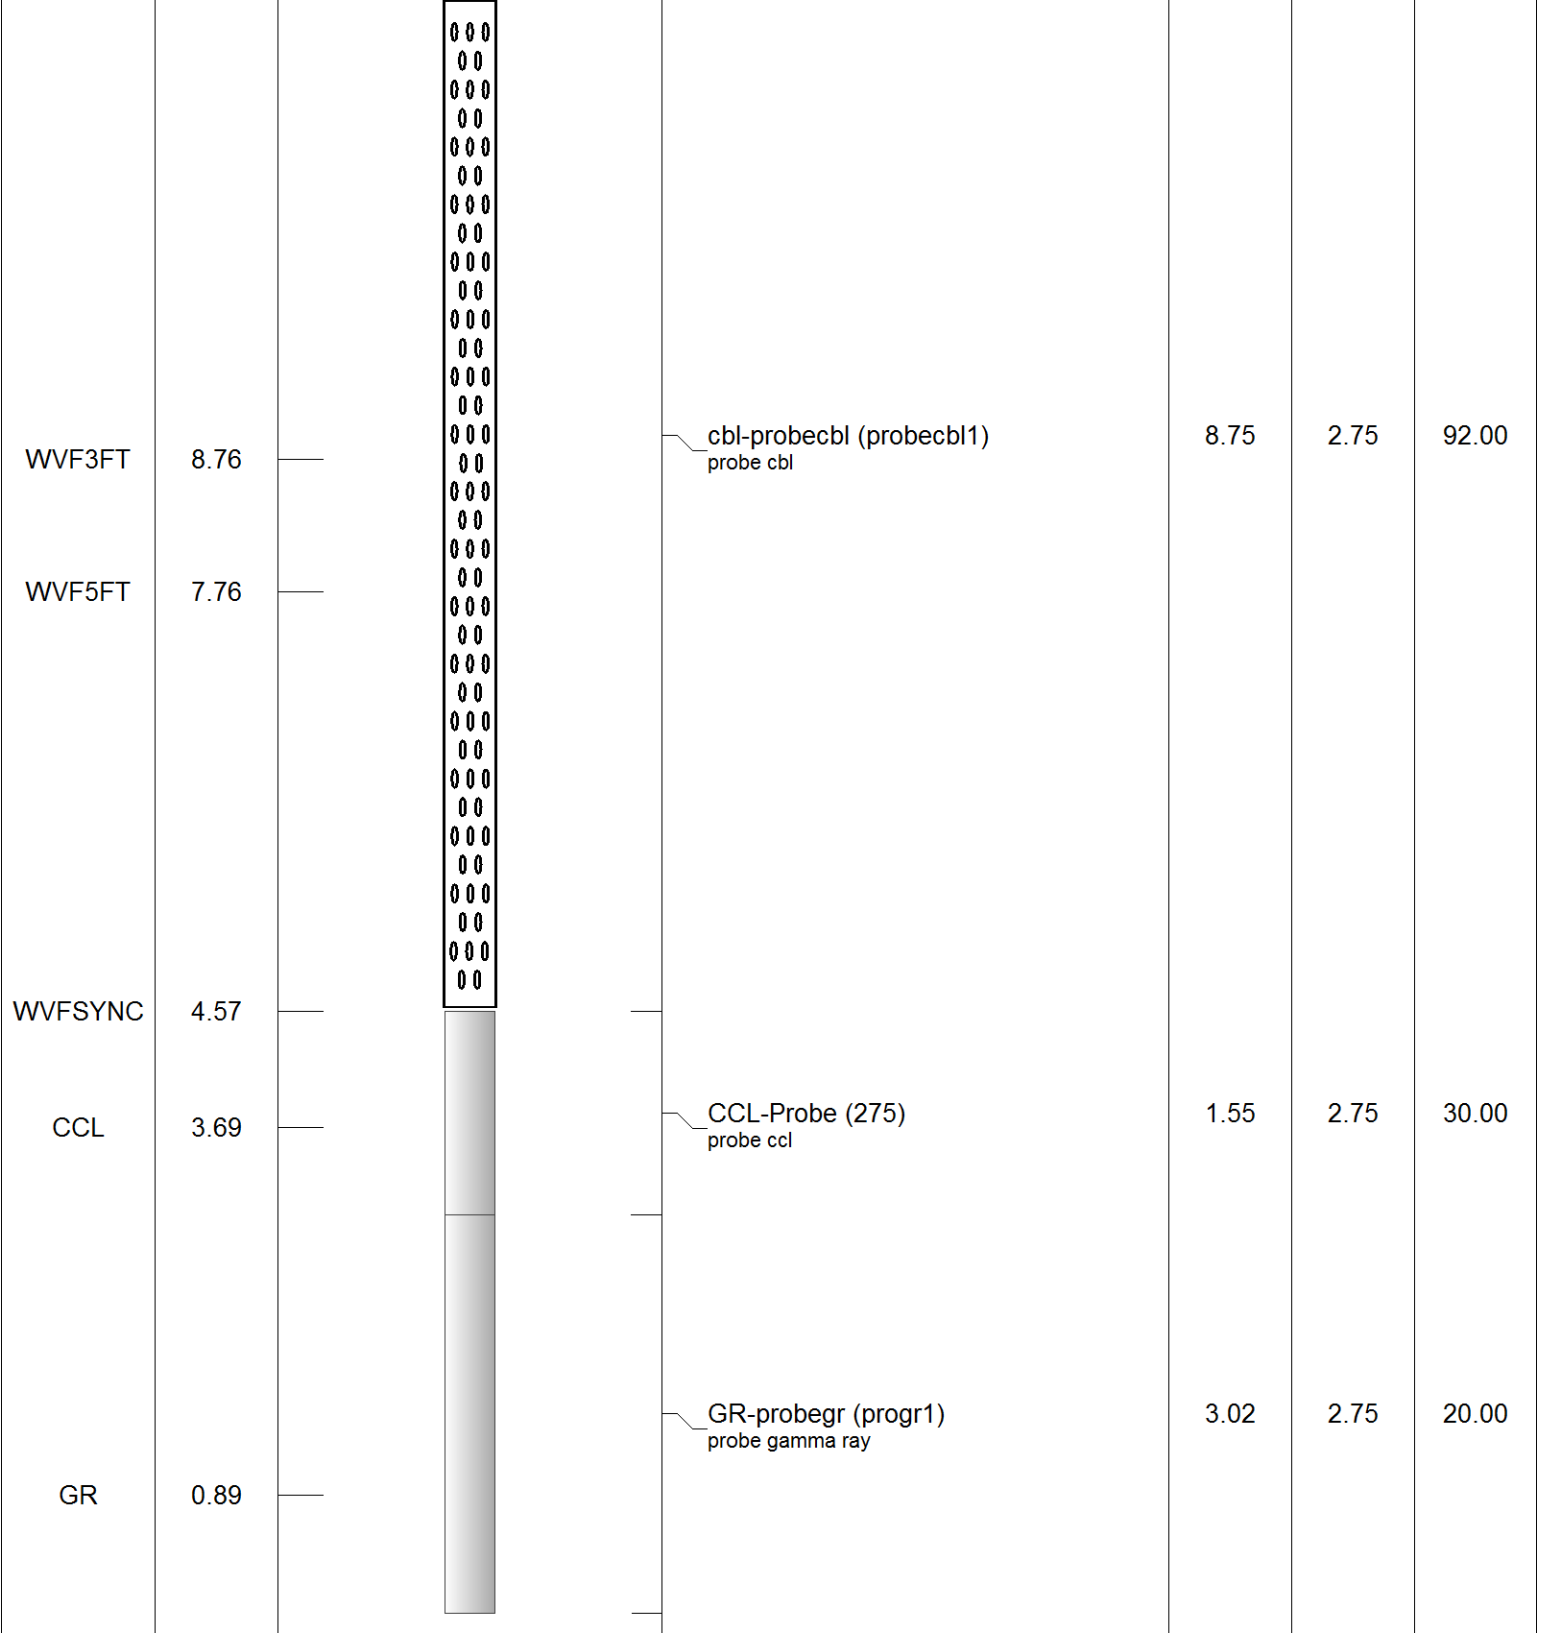 cbl-probecbl (probecbl1) 8.75 2.75 92.00
WVF3FT 8.76 probe cbl
WVF5FT 7.76
WVFSYNC 4.57
CCL-Probe (275) 1.55 2.75 30.00
CCL 3.69 probe ccl
GR-probegr (progr1) 3.02 2.75 20.00
probe gamma ray
GR 0.89